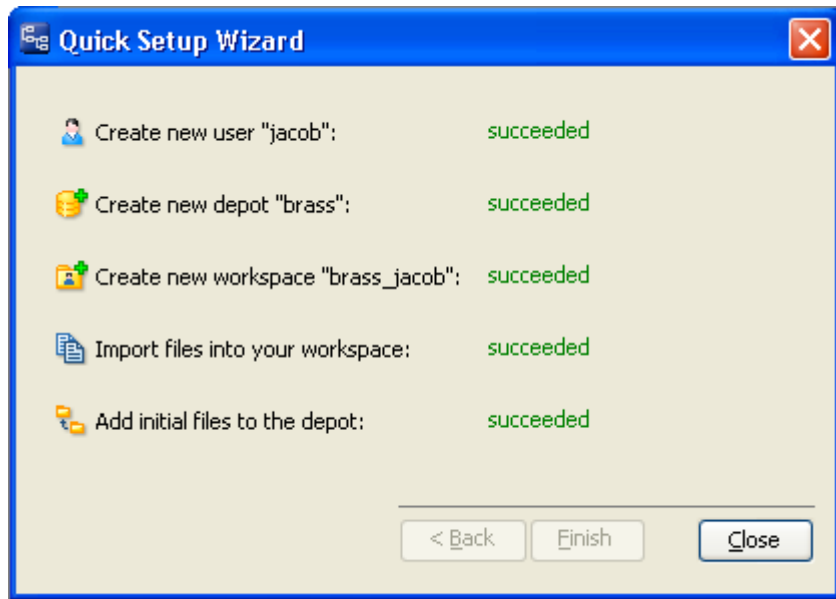 Quick Setup Wizard
Create new user "jacob": succeeded
Create new depot "brass": succeeded
Create new workspace "brass_jacob": succeeded
Import files into your workspace: succeeded
Add initial files to the depot: succeeded
< Back Finish Close